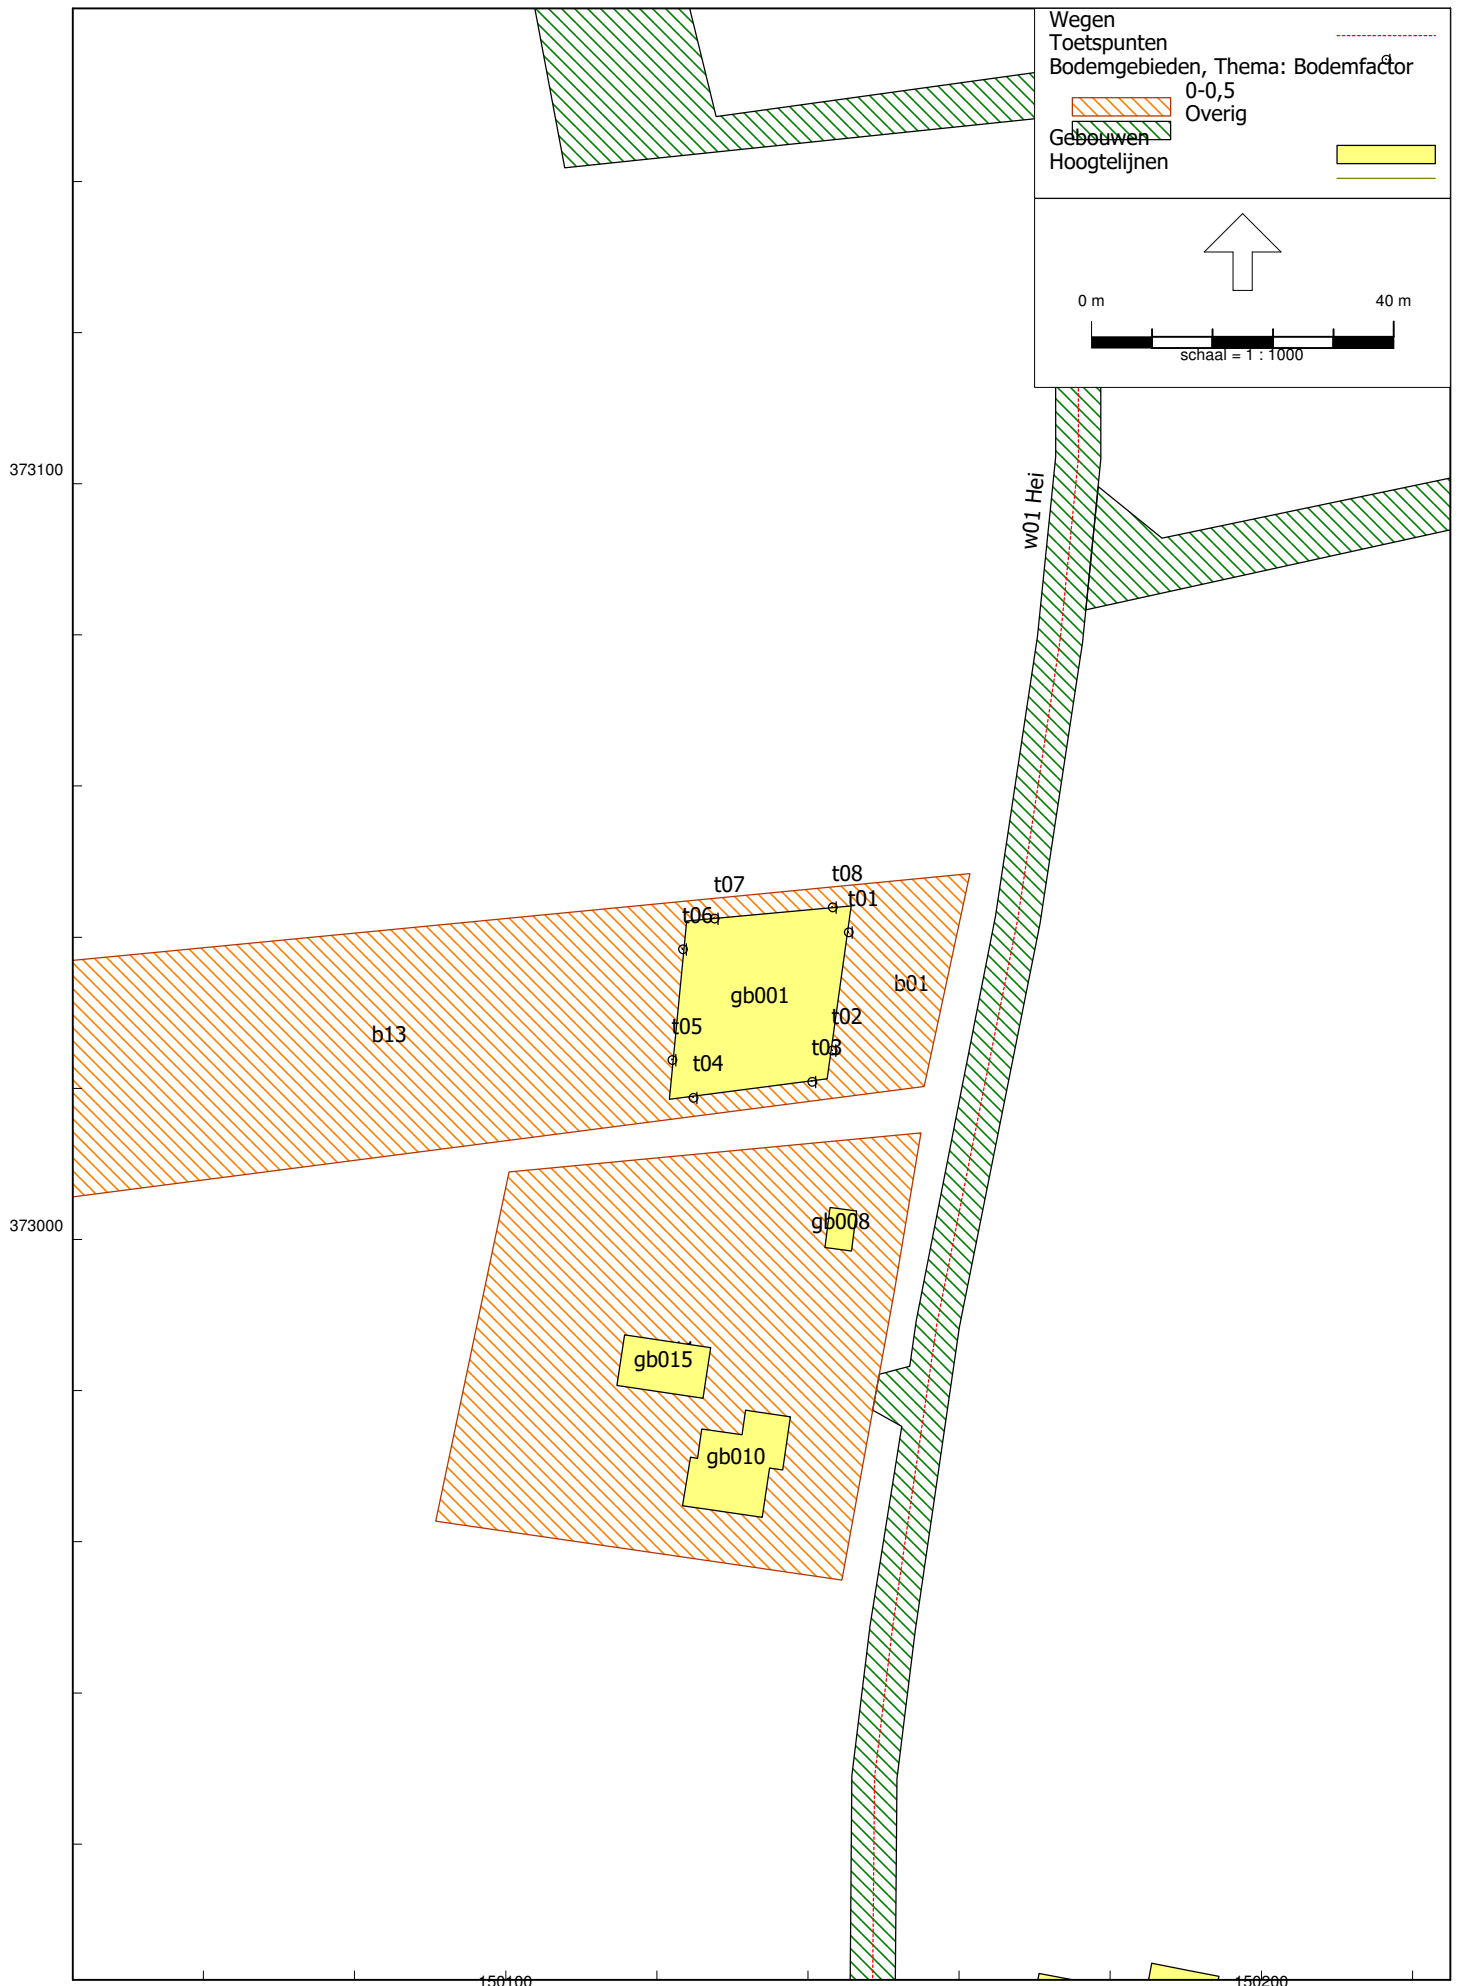 Wegen
Toetspunten
Bodemgebieden, Thema: Bodemfactor
0-0,5
Overig
Gebouwen
Hoogtelijnen
0 m 40 m
schaal = 1 : 1000
373100
w01 Hei
t08
t07
t01
t06
b01
gb001
t02
t05
b13
t03
t04
373000
gb008
gb015
gb010
150100 150200